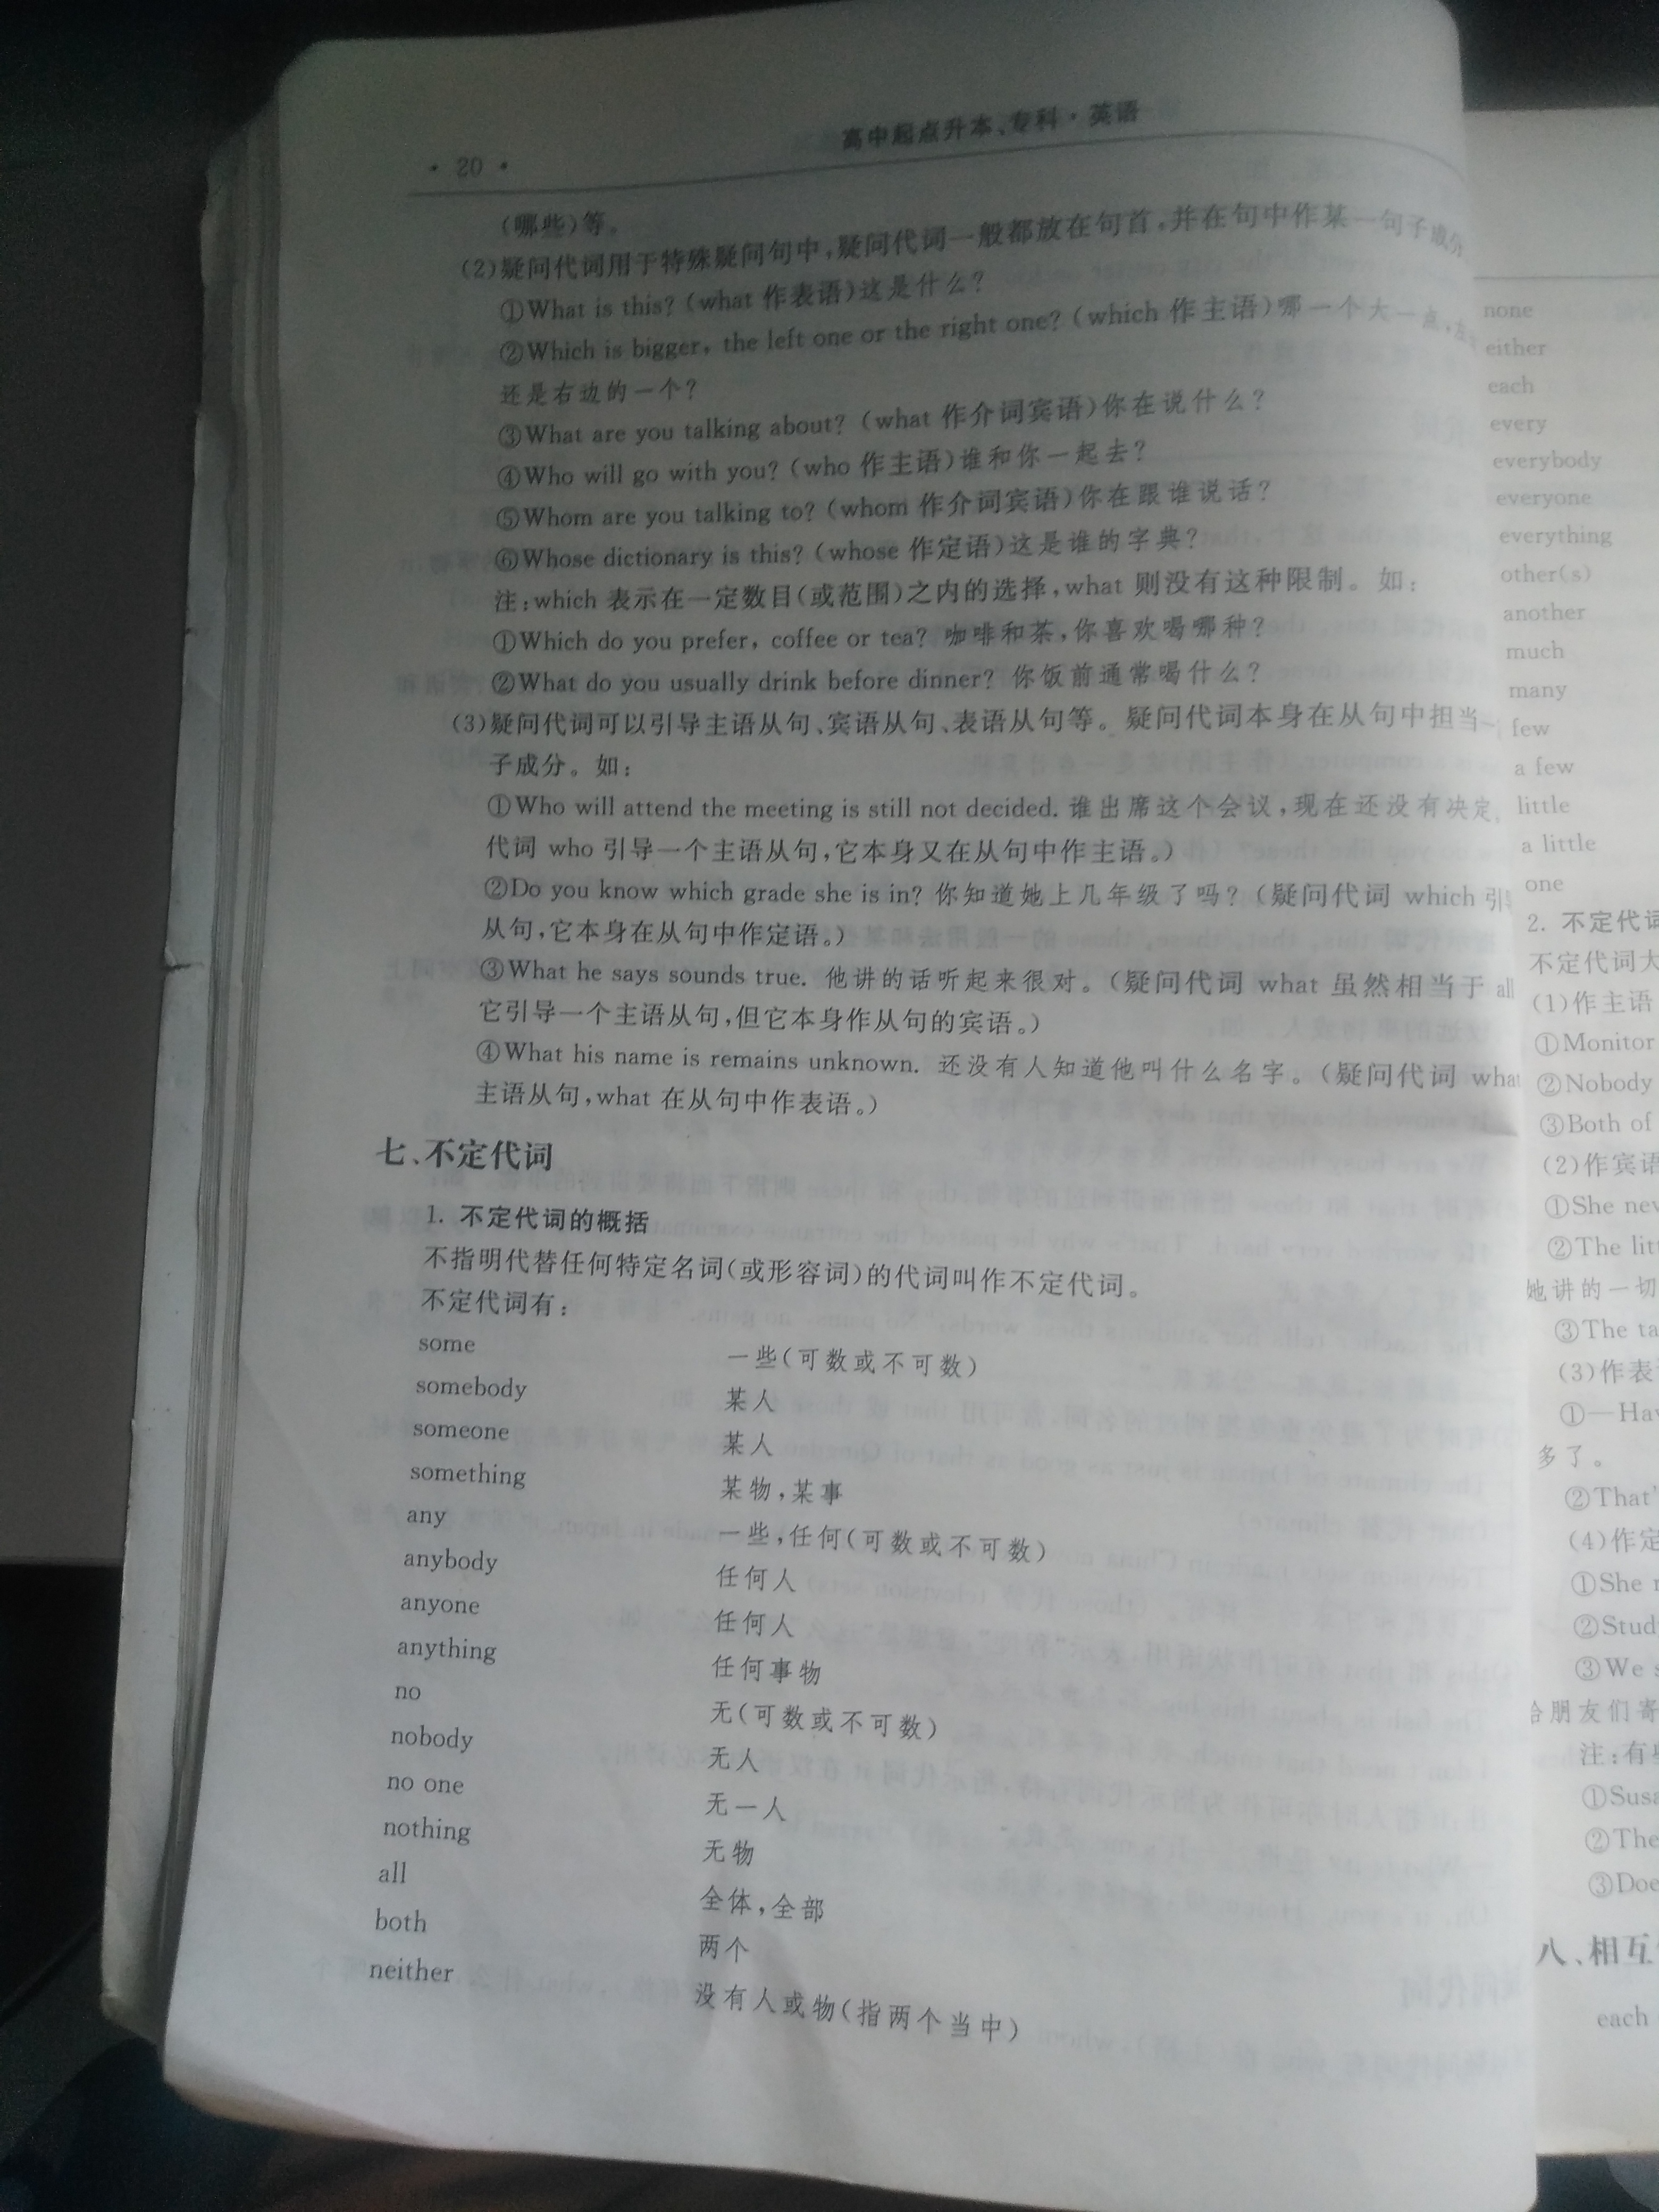 · 20 ·
高中起点升本、专科·英语
(哪些)等。
(2)疑问代词用于特殊疑问句中,疑问代词一般都放在句首,并在句中作某一句子成分
①What is this? (what 作表语)这是什么?
②Which is bigger, the left one or the right one? (which 作主语)哪一个大一点,
还是右边的一个?
③What are you talking about? (what 作介词宾语)你在说什么?
④Who will go with you? (who 作主语)谁和你一起去?
⑤Whom are you talking to? (whom 作介词宾语)你在跟谁说话?
⑥Whose dictionary is this? (whose 作定语)这是谁的字典?
注:which 表示在一定数目(或范围)之内的选择,what 则没有这种限制。如:
①Which do you prefer, coffee or tea? 咖啡和茶,你喜欢喝哪种?
②What do you usually drink before dinner? 你饭前通常喝什么?
(3)疑问代词可以引导主语从句、宾语从句、表语从句等。疑问代词本身在从句中担当一
子成分。如:
①Who will attend the meeting is still not decided. 谁出席这个会议,现在还没有决定。
代词 who 引导一个主语从句,它本身又在从句中作主语。)
②Do you know which grade she is in? 你知道她上几年级了吗? (疑问代词 which 引
从句,它本身在从句中作定语。)
③What he says sounds true. 他讲的话听起来很对。(疑问代词 what 虽然相当于 all
它引导一个主语从句,但它本身作从句的宾语。)
④What his name is remains unknown. 还没有人知道他叫什么名字。(疑问代词 what
主语从句,what 在从句中作表语。)
七、不定代词
1. 不定代词的概括
不指明代替任何特定名词(或形容词)的代词叫作不定代词。
不定代词有:
some 一些(可数或不可数)
somebody 某人
someone 某人
something 某物,某事
any 一些,任何(可数或不可数)
anybody 任何人
anyone 任何人
anything 任何事物
no 无(可数或不可数)
nobody 无人
no one 无一人
nothing 无物
all 全体,全部
both 两个
neither 没有人或物(指两个当中)
none
either
each
every
everybody
everyone
everything
other(s)
another
much
many
few
a few
little
a little
one
2. 不定代词
不定代词大
(1)作主语
①Monitor
②Nobody
③Both of
(2)作宾语
①She nev
②The lit
她讲的一切
③The ta
(3)作表
①—Hav
多了。
②That'
(4)作定
①She
②Stud
③We s
给朋友们寄
注:有
①Susa
②The
③Doe
八、相互
each